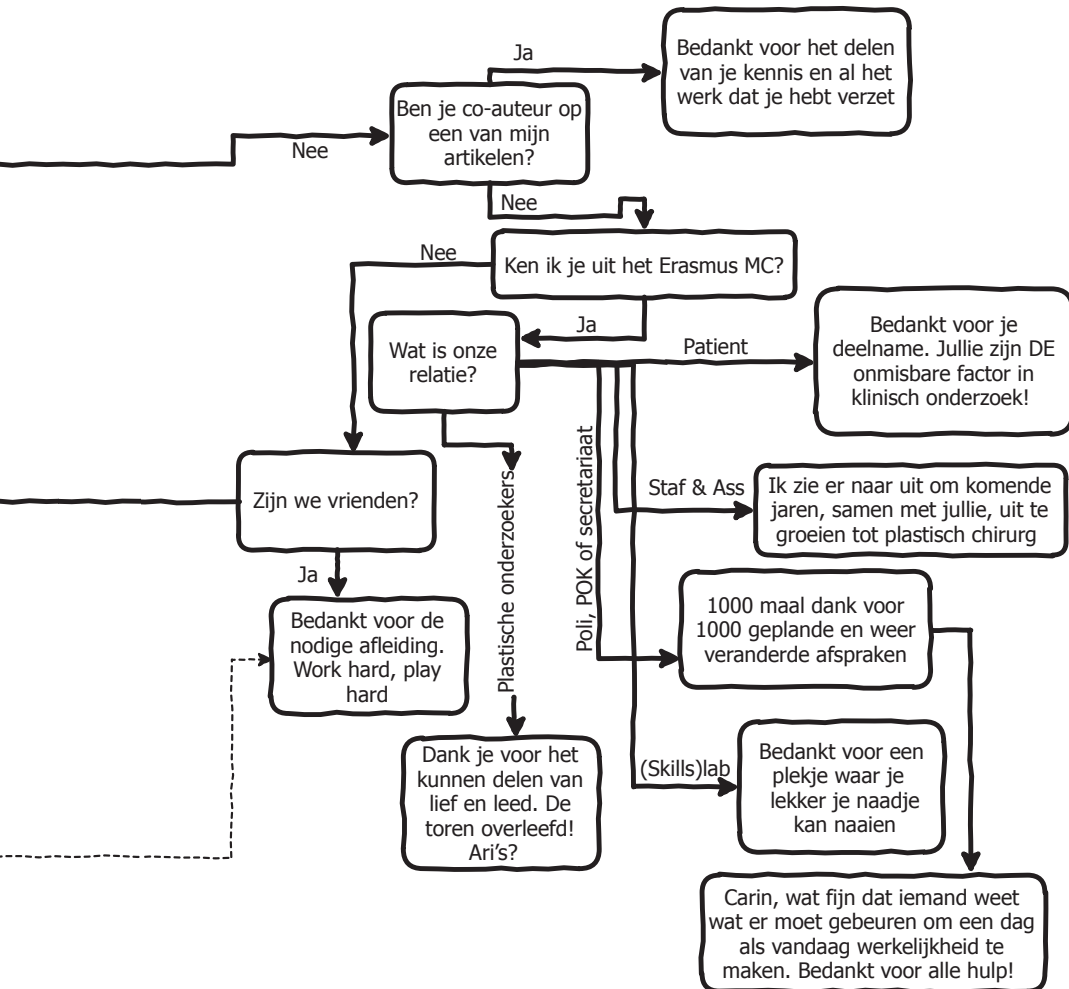 Ja
Bedankt voor het delen
van je kennis en al het
werk dat je hebt verzet
Ben je co-auteur op
een van mijn
artikelen?
Nee
Nee
Nee
Ken ik je uit het Erasmus MC?
Ja
Wat is onze
relatie?
Patient
Bedankt voor je
deelname. Jullie zijn DE
onmisbare factor in
klinisch onderzoek!
Zijn we vrienden?
Plastische onderzoekers
Poli, POK of secretariaat
Staf & Ass
Ik zie er naar uit om komende
jaren, samen met jullie, uit te
groeien tot plastisch chirurg
Ja
Bedankt voor de
nodige afleiding.
Work hard, play
hard
1000 maal dank voor
1000 geplande en weer
veranderde afspraken
Dank je voor het
kunnen delen van
lief en leed. De
toren overleefd!
Ari's?
(Skills)lab
Bedankt voor een
plekje waar je
lekker je naadje
kan naaien
Carin, wat fijn dat iemand weet
wat er moet gebeuren om een dag
als vandaag werkelijkheid te
maken. Bedankt voor alle hulp!